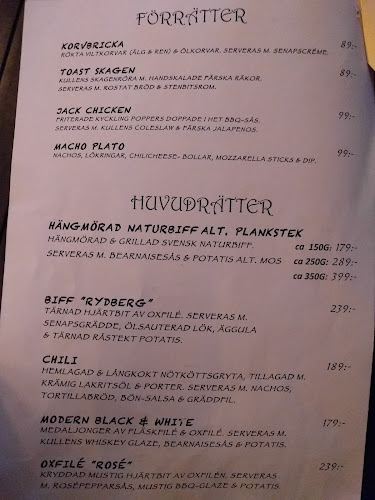 FÖRRÄTTER
KORVBRICKA 89:-
RÖKTA VILTKORVAR (ÄLG & REN) & ÖLKORVAR. SERVERAS M. SENAPSCRÉME.
TOAST SKAGEN 89:-
KULLENS SKAGENRÖRA M. HANDSKALADE FÄRSKA RÄKOR.
SERVERAS M. ROSTAT BRÖD & STENBITSROM.
JACK CHICKEN 99:-
FRITERADE KYCKLING POPPERS DOPPADE I HET BBQ-SÅS.
SERVERAS M. KULLENS COLESLAW & FÄRSKA JALAPENOS.
MACHO PLATO 99:-
NACHOS, LÖKRINGAR, CHILICHEESE- BOLLAR, MOZZARELLA STICKS & DIP.
HUVUDRÄTTER
HÄNGMÖRAD NATURBIFF ALT. PLANKSTEK
HÄNGMÖRAD & GRILLAD SVENSK NATURBIFF. ca 150G: 179:-
SERVERAS M. BEARNAISESÅS & POTATIS ALT. MOS ca 250G: 289:-
ca 350G: 399:-
BIFF "RYDBERG" 239:-
TÄRNAD HJÄRTBIT AV OXFILÉ. SERVERAS M.
SENAPSGRÄDDE, ÖLSAUTERAD LÖK, ÄGGULA
& TÄRNAD RÅSTEKT POTATIS.
CHILI 189:-
HEMLAGAD & LÅNGKOKT NÖTKÖTTSGRYTA, TILLAGAD M.
KRÄMIG LAKRITSÖL & PORTER. SERVERAS M. NACHOS,
TORTILLABRÖD, BÖN-SALSA & GRÄDDFIL.
MODERN BLACK & WHITE 179:-
MEDALJONGER AV FLÄSKFILÉ & OXFILÉ. SERVERAS M.
KULLENS WHISKEY GLAZE, BEARNAISESÅS & POTATIS.
OXFILÉ "ROSÉ" 239:-
KRYDDAD MUSTIG HJÄRTBIT AV OXFILÉN. SERVERAS
M. ROSÉPEPPARSÅS, MUSTIG BBQ-GLAZE & POTATIS.